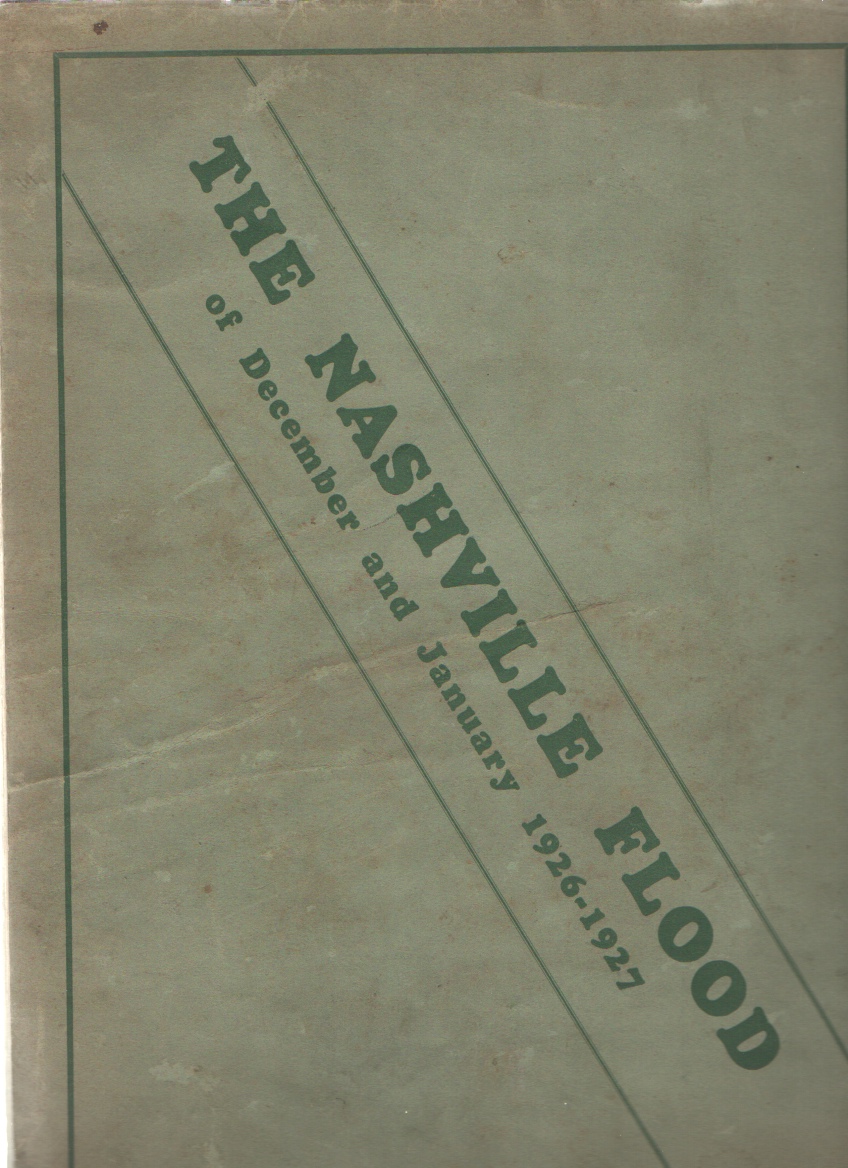 THE NASHVILLE FLOOD
of December and January 1926-1927